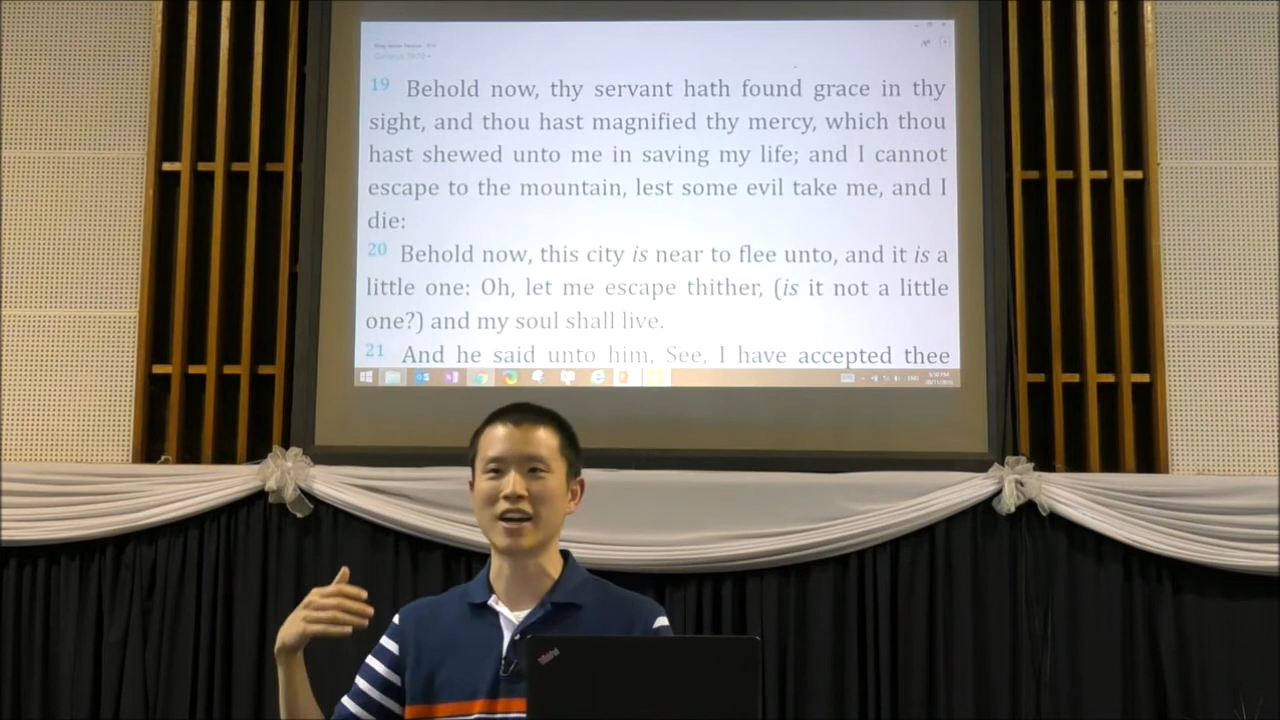 19 Behold now, thy servant hath found grace in thy
sight, and thou hast magnified thy mercy, which thou
hast shewed unto me in saving my life; and I cannot
escape to the mountain, lest some evil take me, and I
die:
20 Behold now, this city is near to flee unto, and it is a
little one: Oh, let me escape thither, (is it not a little
one?) and my soul shall live.
21 And he said unto him, See, I have accepted thee
ThinkPad